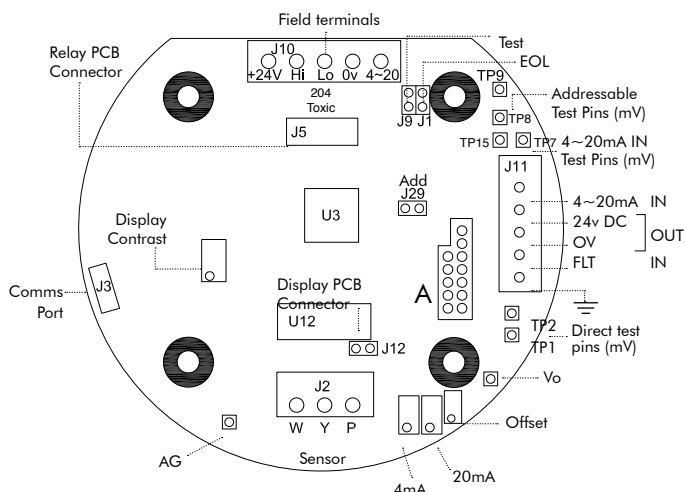 Field terminals
Relay PCB
Connector
Test
EOL
J10
+24V Hi Lo 0v 4~20
204
Toxic
J5
J9 J1
TP9
TP8
Addressable
Test Pins (mV)
TP15
TP7
4~20mA IN
Test Pins (mV)
J11
Add
J29
U3
4~20mA IN
24v DC
OV
OUT
FLT IN
Display
Contrast
Display PCB
Connector
U12
A
J3
Comms
Port
TP2
TP1
Direct test
pins (mV)
J12
J2
W Y P
Vo
Offset
AG
Sensor
4mA
20mA